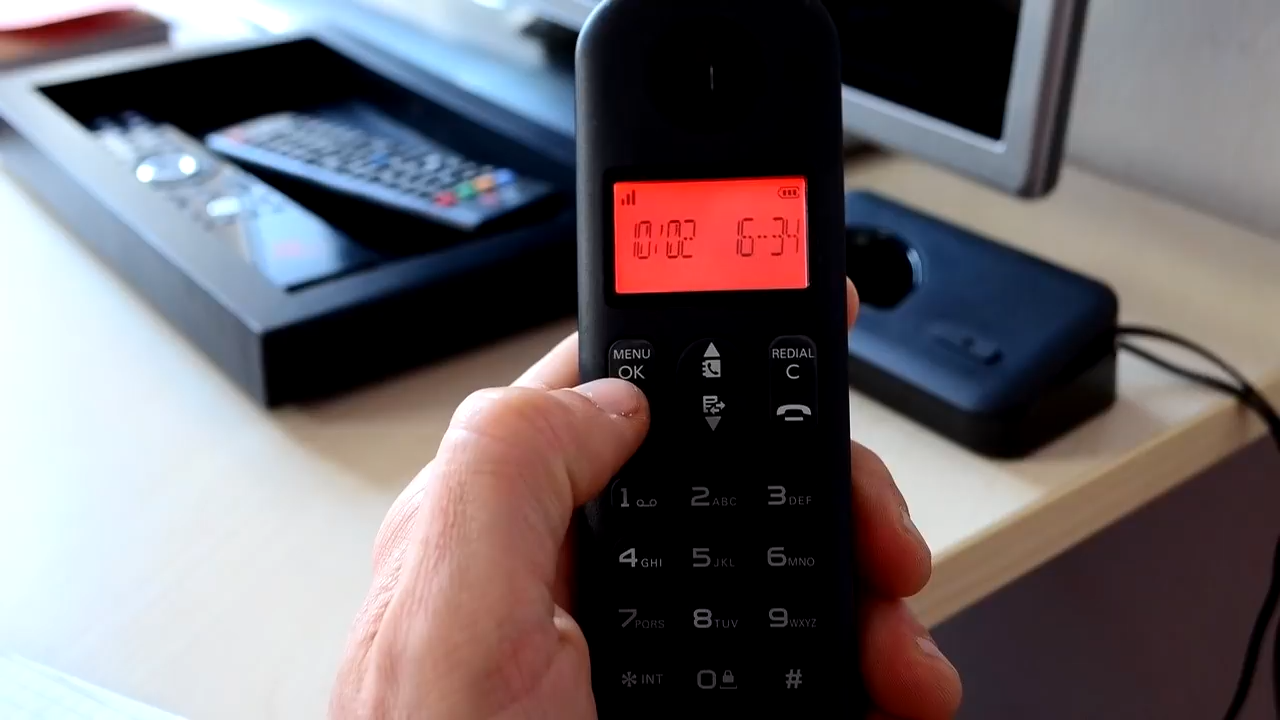 10/02 16-34
MENU REDIAL
OK C
1 2ABC 3DEF
4GHI 5JKL 6MNO
7PQRS 8TUV 9WXYZ
*INT 0 #